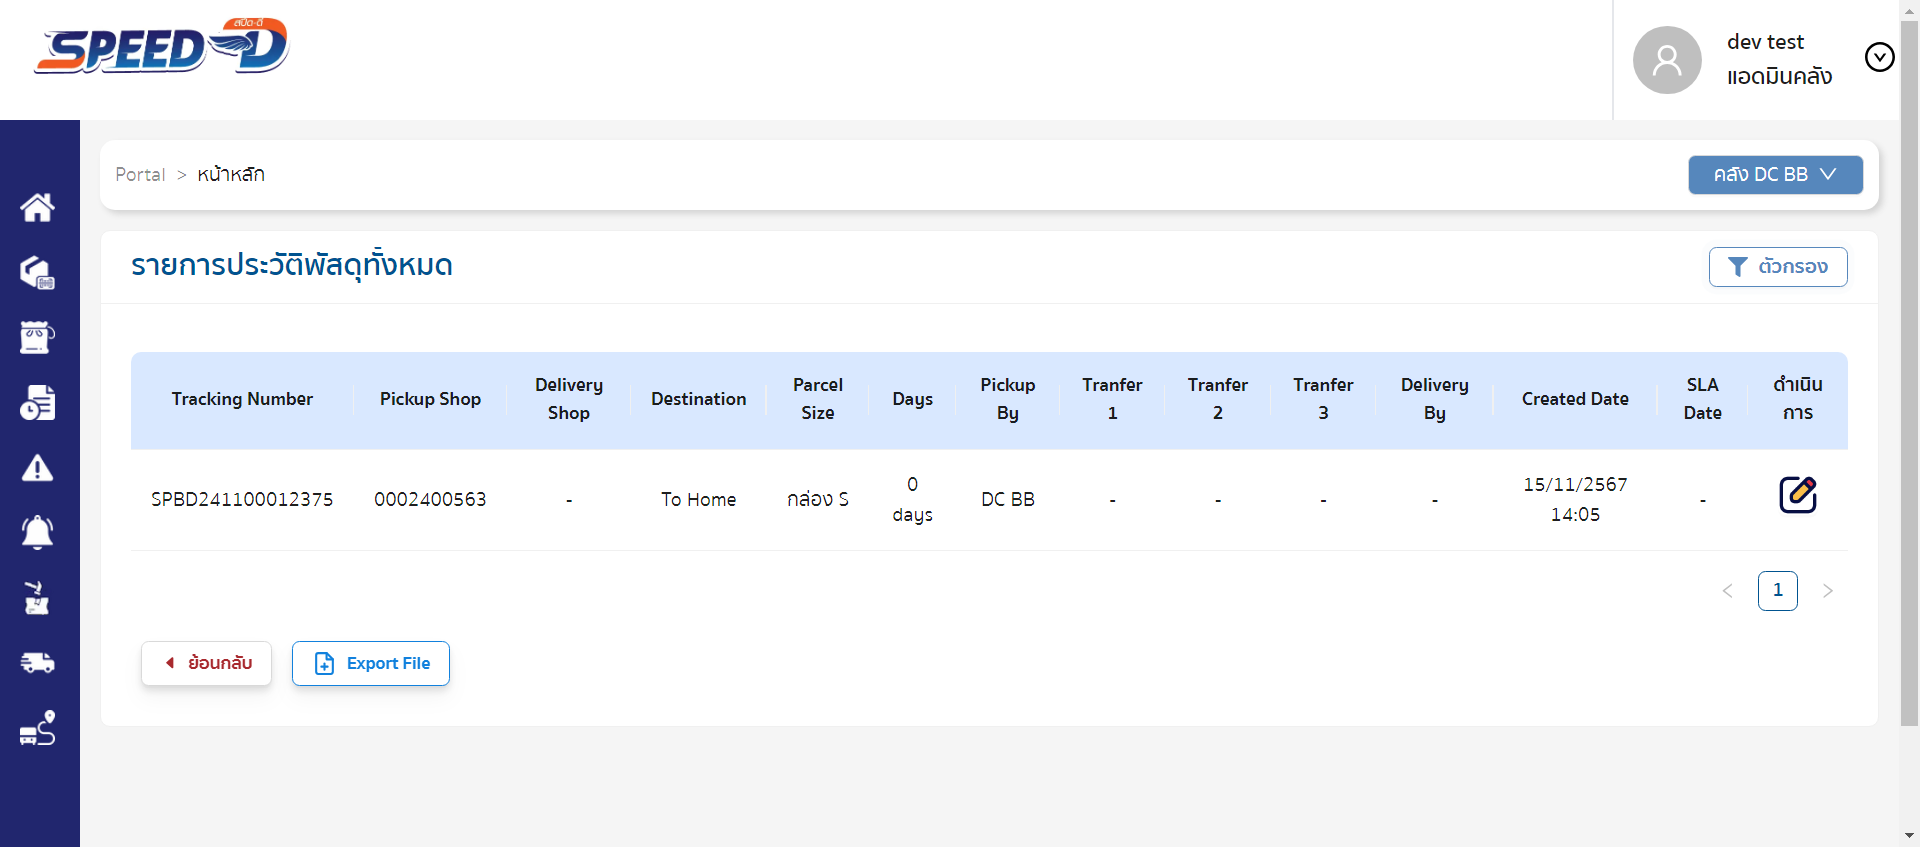 สปีด-ดี
SPEED-D
dev test
แอดมินคลัง
Portal > หน้าหลัก
คลัง DC BB
รายการประวัติพัสดุทั้งหมด
ตัวกรอง
Tracking Number
Pickup Shop
Delivery
Shop
Destination
Parcel
Size
Days
Pickup
By
Tranfer
1
Tranfer
2
Tranfer
3
Delivery
By
Created Date
SLA
Date
ดำเนิน
การ
SPBD241100012375
0002400563
-
To Home
กล่อง S
0
days
DC BB
-
-
-
-
15/11/2567
14:05
-
< 1 >
ย้อนกลับ
Export File